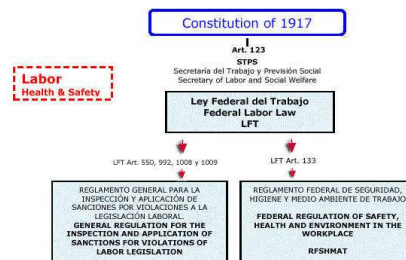 Constitution of 1917
Art. 123
STPS
Secretaría del Trabajo y Previsión Social
Secretary of Labor and Social Welfare
Labor
Health & Safety
Ley Federal del Trabajo
Federal Labor Law
LFT
LFT Art. 550, 992, 1008 y 1009
LFT Art. 133
REGLAMENTO GENERAL PARA LA
INSPECCIÓN Y APLICACIÓN DE
SANCIONES POR VIOLACIONES A LA
LEGISLACIÓN LABORAL.
GENERAL REGULATION FOR THE
INSPECTION AND APPLICATION OF
SANCTIONS FOR VIOLATIONS OF
LABOR LEGISLATION
REGLAMENTO FEDERAL DE SEGURIDAD,
HIGIENE Y MEDIO AMBIENTE DE TRABAJO
FEDERAL REGULATION OF SAFETY,
HEALTH AND ENVIRONMENT IN THE
WORKPLACE
RFSHMAT